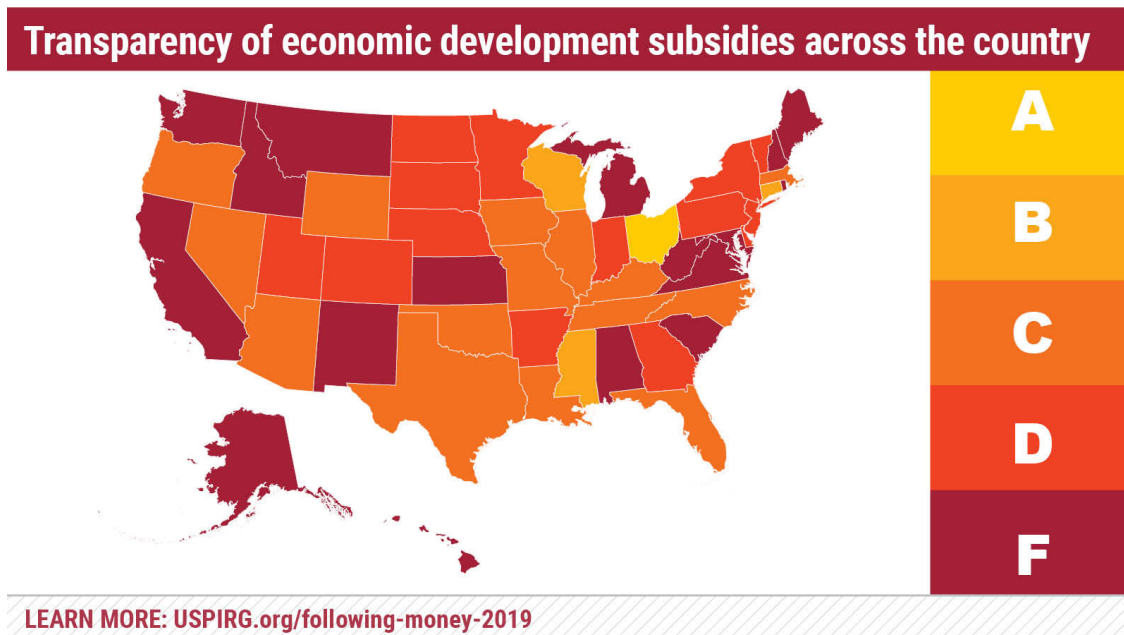 Transparency of economic development subsidies across the country
A
B
C
D
F
LEARN MORE: USPIRG.org/following-money-2019